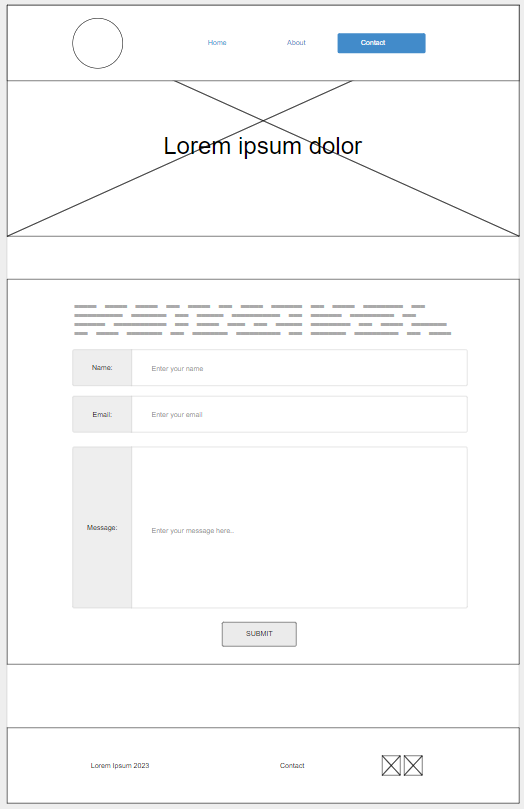 Home About Contact
Lorem ipsum dolor
Name: Enter your name
Email: Enter your email
Message: Enter your message here..
SUBMIT
Lorem Ipsum 2023 Contact